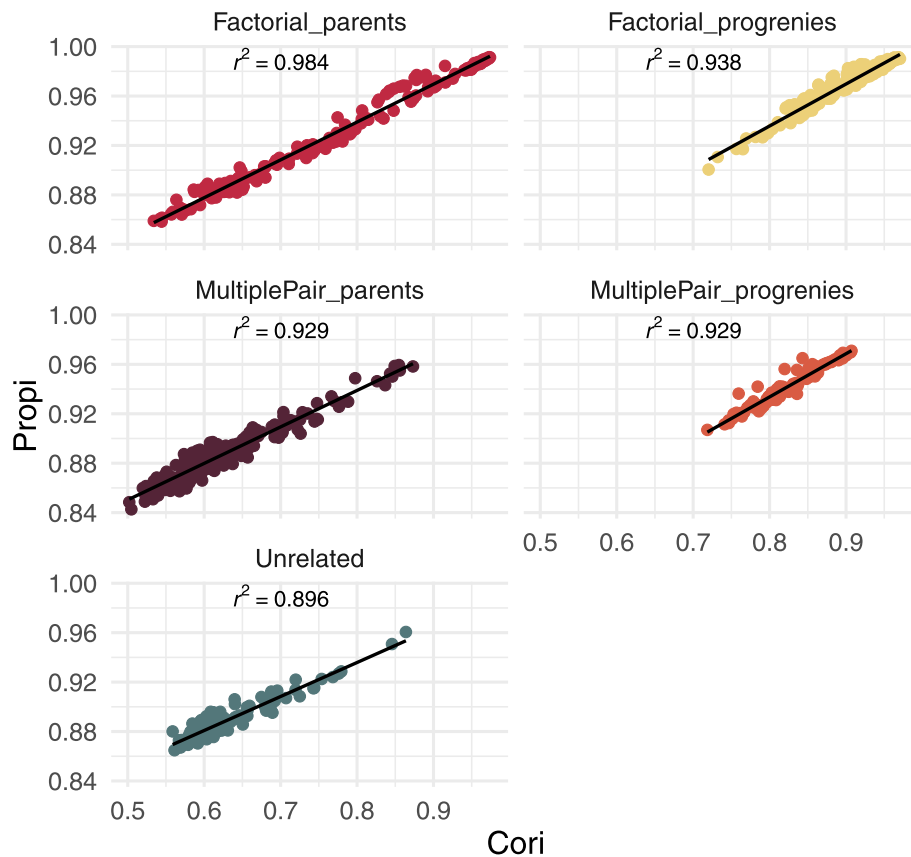 Factorial_parents
Factorial_progrenies
1.00
r² = 0.984
r² = 0.938
0.96
0.92
0.88
0.84
MultiplePair_parents
MultiplePair_progrenies
1.00
r² = 0.929
r² = 0.929
0.96
0.92
0.88
0.84
0.5 0.6 0.7 0.8 0.9
Propi
Unrelated
1.00
r² = 0.896
0.96
0.92
0.88
0.84
0.5 0.6 0.7 0.8 0.9
Cori